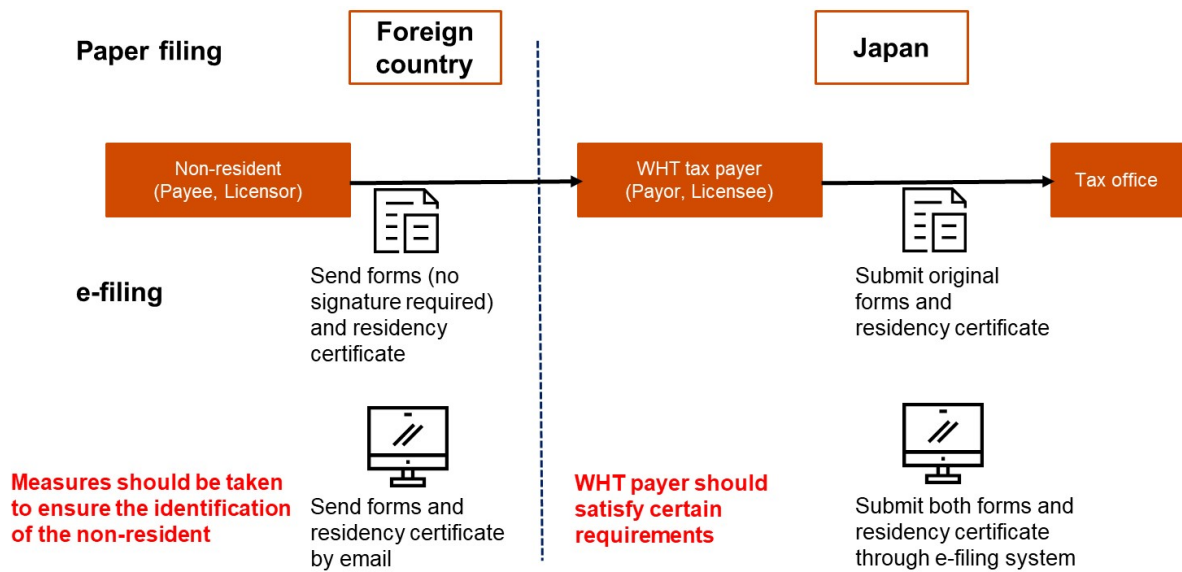 Paper filing
Foreign
country
Japan
Non-resident
(Payee, Licensor)
WHT tax payer
(Payor, Licensee)
Tax office
Send forms (no
signature required)
and residency
certificate
Submit original
forms and
residency certificate
e-filing
Measures should be taken
to ensure the identification
of the non-resident
Send forms and
residency certificate
by email
WHT payer should
satisfy certain
requirements
Submit both forms and
residency certificate
through e-filing system